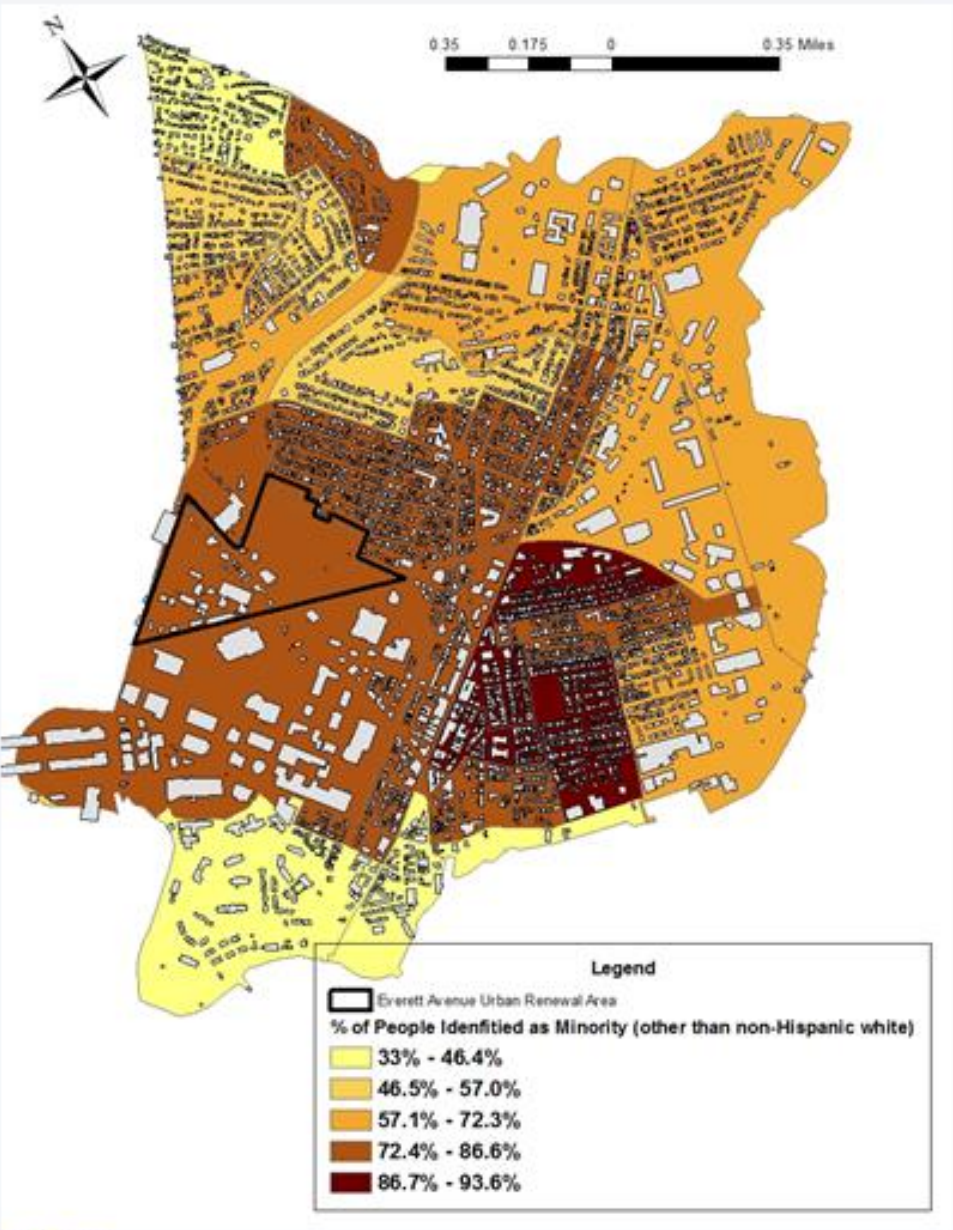 N
0.35 0.175 0 0.35 Miles
Legend
Everett Avenue Urban Renewal Area
% of People Idenfitied as Minority (other than non-Hispanic white)
33% - 46.4%
46.5% - 57.0%
57.1% - 72.3%
72.4% - 86.6%
86.7% - 93.6%